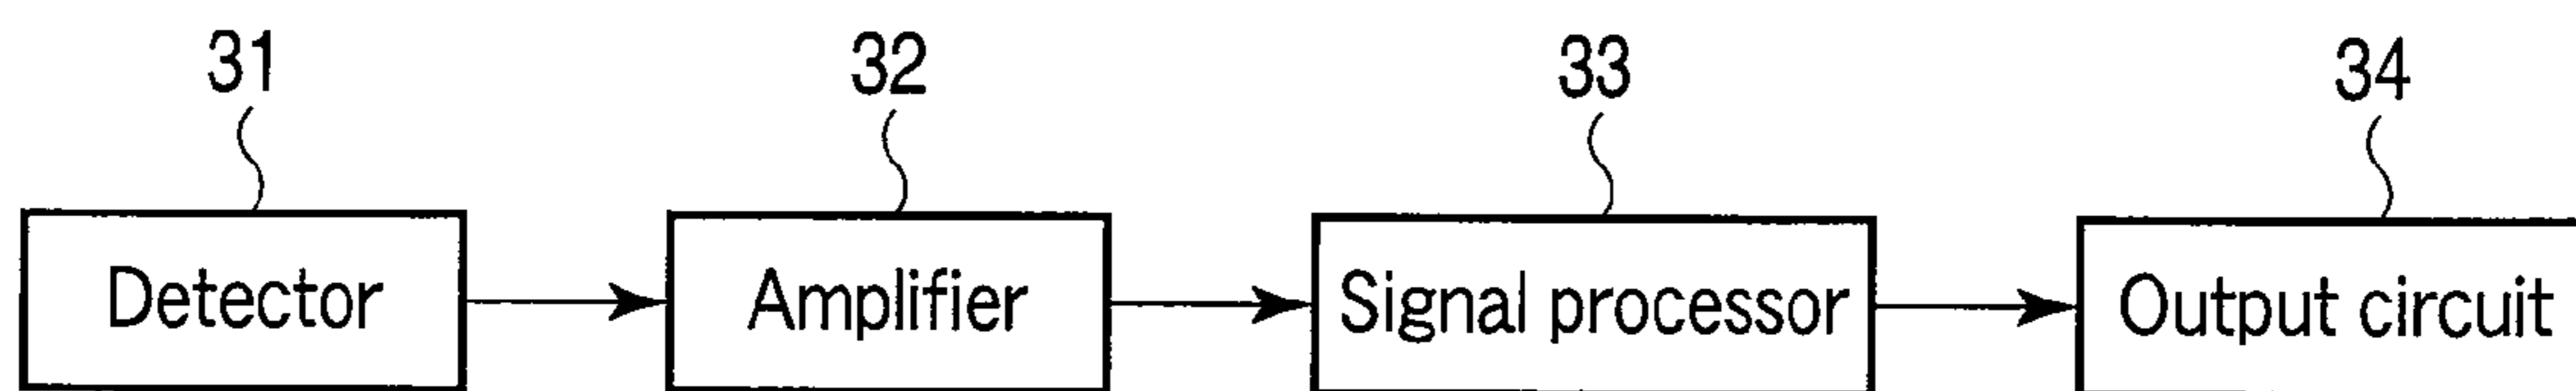 31 32 33 34
Detector Amplifier Signal processor Output circuit